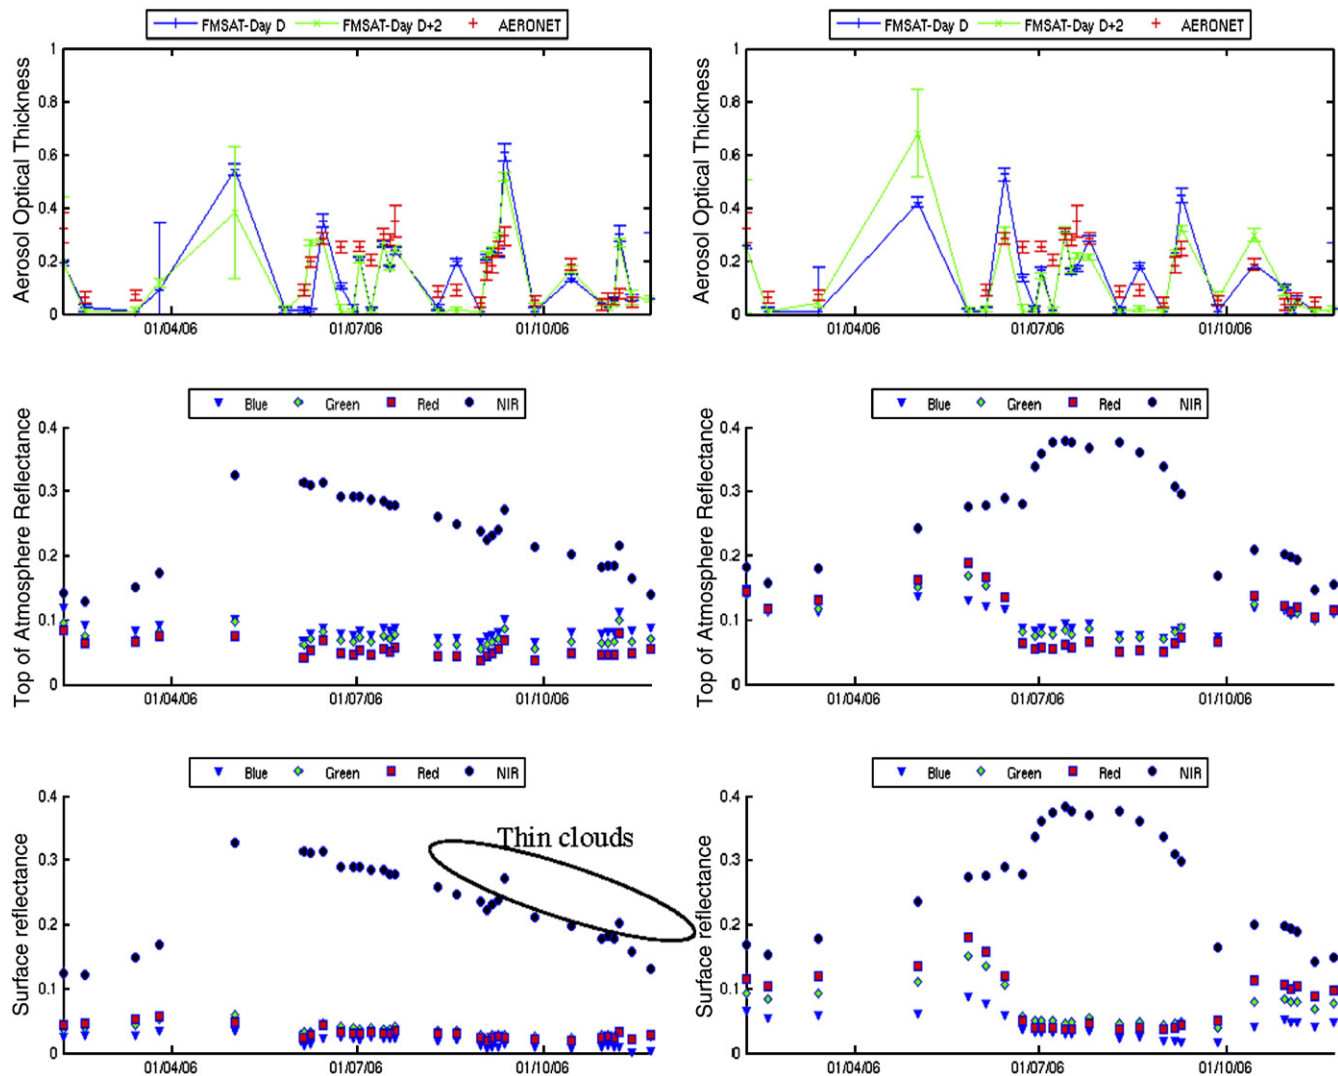 FMSAT-Day D FMSAT-Day D+2 AERONET
Aerosol Optical Thickness
1
0.8
0.6
0.4
0.2
0
01/04/06 01/07/06 01/10/06
FMSAT-Day D FMSAT-Day D+2 AERONET
Aerosol Optical Thickness
1
0.8
0.6
0.4
0.2
0
01/04/06 01/07/06 01/10/06
Blue Green Red NIR
Top of Atmosphere Reflectance
0.4
0.3
0.2
0.1
0
01/04/06 01/07/06 01/10/06
Blue Green Red NIR
Top of Atmosphere Reflectance
0.4
0.3
0.2
0.1
0
01/04/06 01/07/06 01/10/06
Blue Green Red NIR
Surface reflectance
0.4
0.3
0.2
0.1
0
Thin clouds
01/04/06 01/07/06 01/10/06
Blue Green Red NIR
Surface reflectance
0.4
0.3
0.2
0.1
0
01/04/06 01/07/06 01/10/06